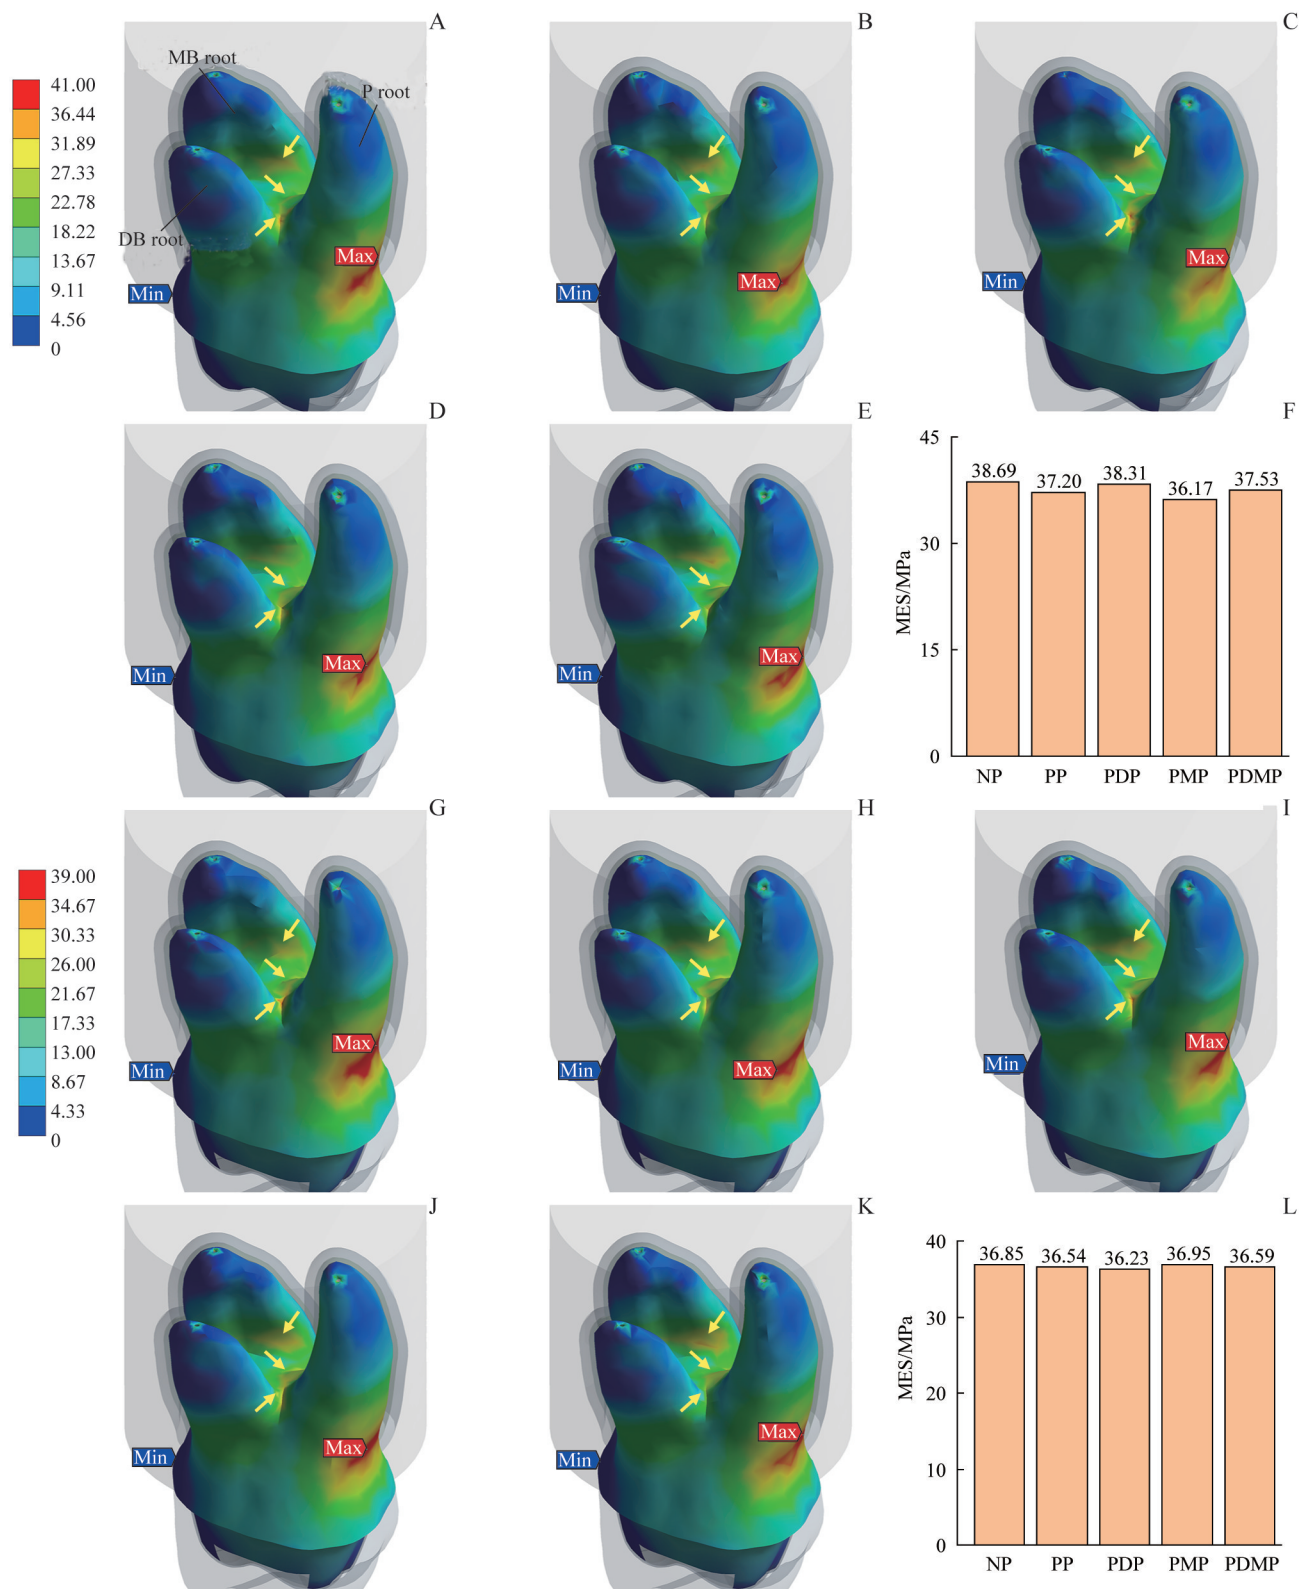 A
B
C
MB root
P root
DB root
41.00
36.44
31.89
27.33
22.78
18.22
13.67
9.11
4.56
0
Max
Min
Max
Min
Max
Min
D
E
F
Max
Min
Max
Min
MES/MPa
45
30
15
0
38.69
37.20
38.31
36.17
37.53
NP
PP
PDP
PMP
PDMP
G
H
I
39.00
34.67
30.33
26.00
21.67
17.33
13.00
8.67
4.33
0
Max
Min
Max
Min
Max
Min
J
K
L
Max
Min
Max
Min
MES/MPa
40
30
20
10
0
36.85
36.54
36.23
36.95
36.59
NP
PP
PDP
PMP
PDMP